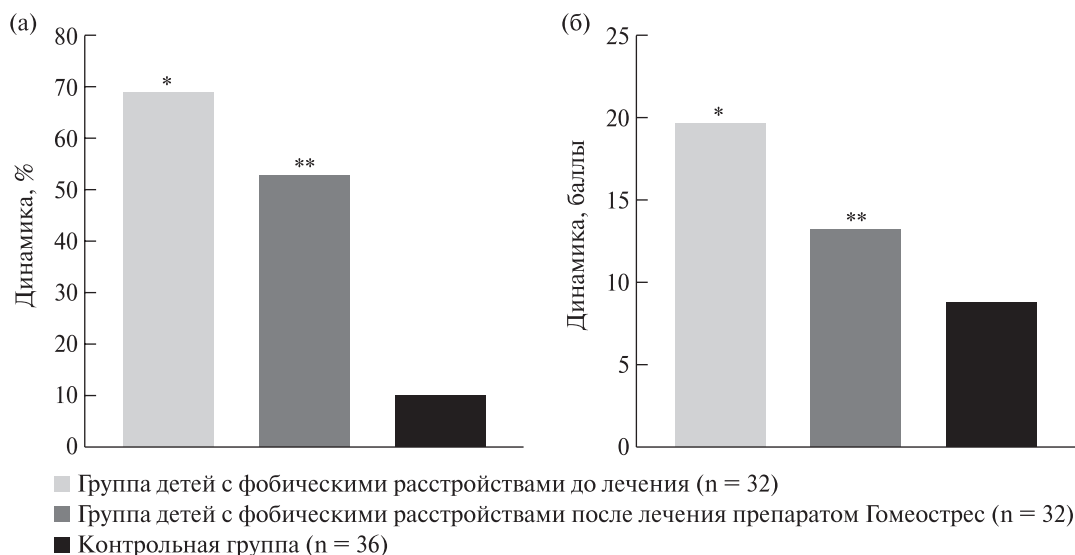 (а)
Динамика, %
80
70
60
50
40
30
20
10
0
*
**
(б)
Динамика, баллы
25
20
15
10
5
0
*
**
Группа детей с фобическими расстройствами до лечения (n = 32)
Группа детей с фобическими расстройствами после лечения препаратом Гомеострес (n = 32)
Контрольная группа (n = 36)